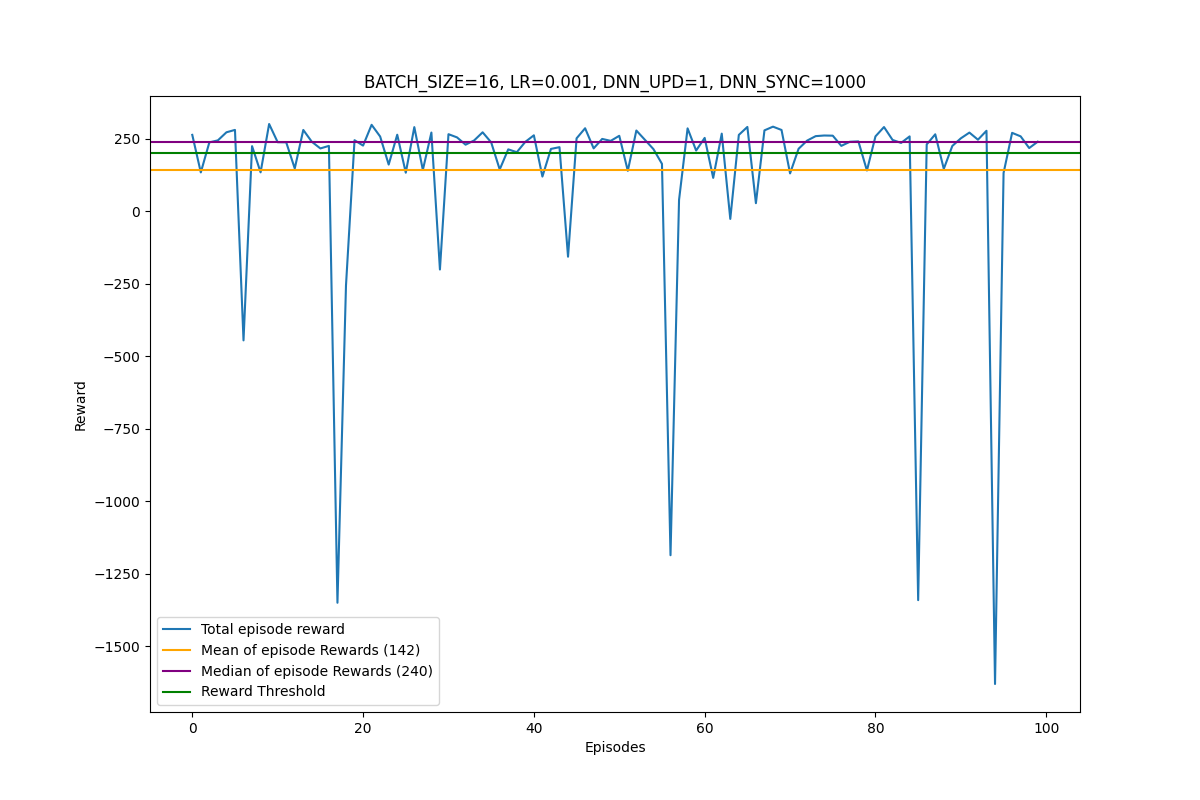 BATCH_SIZE=16, LR=0.001, DNN_UPD=1, DNN_SYNC=1000
250
0
−250
−500
−750
−1000
−1250
−1500
Reward
Total episode reward
Mean of episode Rewards (142)
Median of episode Rewards (240)
Reward Threshold
0 20 40 60 80 100
Episodes